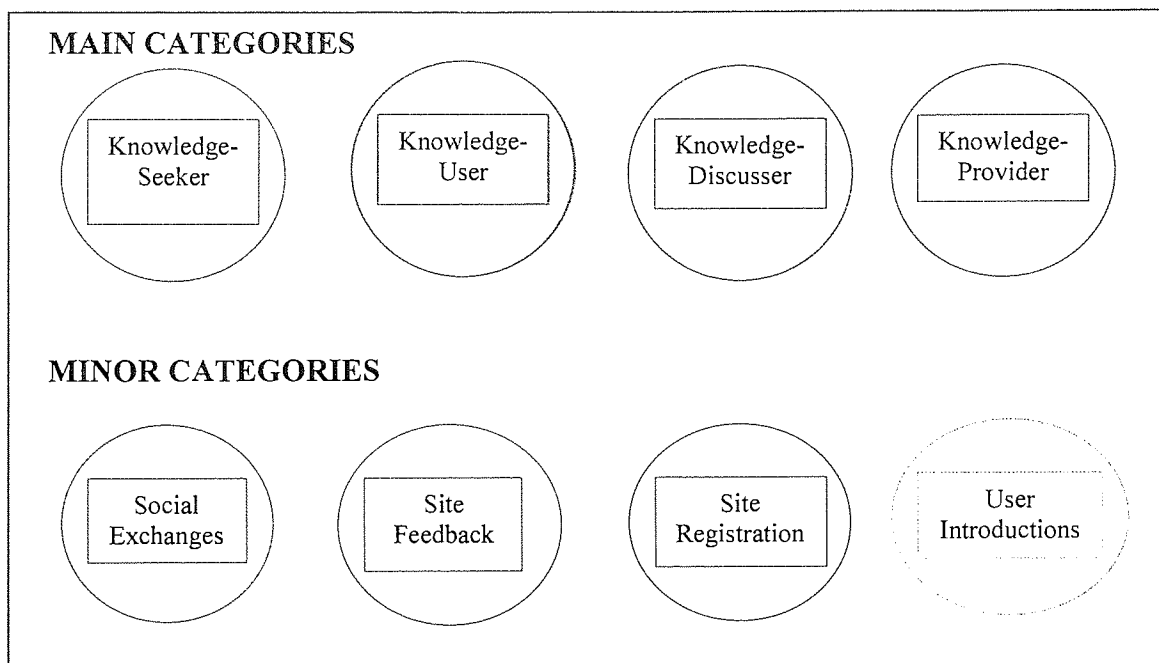 MAIN CATEGORIES
Knowledge-
Seeker
Knowledge-
User
Knowledge-
Discusser
Knowledge-
Provider
MINOR CATEGORIES
Social
Exchanges
Site
Feedback
Site
Registration
User
Introductions